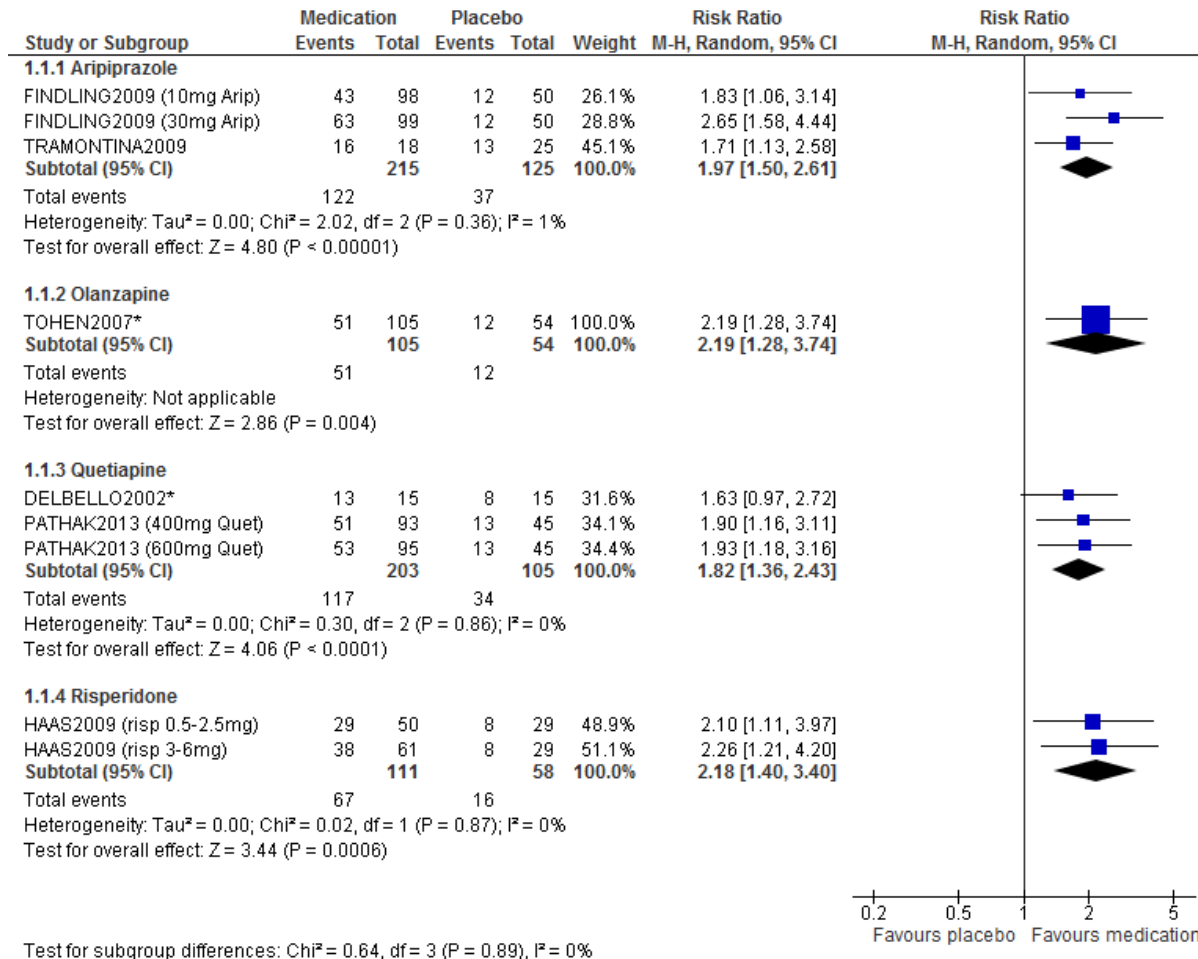 Medication Placebo Risk Ratio Risk Ratio
Study or Subgroup Events Total Events Total Weight M-H, Random, 95% CI M-H, Random, 95% CI
1.1.1 Aripiprazole
FINDLING2009 (10mg Arip) 43 98 12 50 26.1% 1.83 [1.06, 3.14]
FINDLING2009 (30mg Arip) 63 99 12 50 28.8% 2.65 [1.58, 4.44]
TRAMONTINA2009 16 18 13 25 45.1% 1.71 [1.13, 2.58]
Subtotal (95% CI) 215 125 100.0% 1.97 [1.50, 2.61]
Total events 122 37
Heterogeneity: Tau² = 0.00; Chi² = 2.02, df = 2 (P = 0.36); I² = 1%
Test for overall effect: Z = 4.80 (P < 0.00001)
1.1.2 Olanzapine
TOHEN2007* 51 105 12 54 100.0% 2.19 [1.28, 3.74]
Subtotal (95% CI) 105 54 100.0% 2.19 [1.28, 3.74]
Total events 51 12
Heterogeneity: Not applicable
Test for overall effect: Z = 2.86 (P = 0.004)
1.1.3 Quetiapine
DELBELLO2002* 13 15 8 15 31.6% 1.63 [0.97, 2.72]
PATHAK2013 (400mg Quet) 51 93 13 45 34.1% 1.90 [1.16, 3.11]
PATHAK2013 (600mg Quet) 53 95 13 45 34.4% 1.93 [1.18, 3.16]
Subtotal (95% CI) 203 105 100.0% 1.82 [1.36, 2.43]
Total events 117 34
Heterogeneity: Tau² = 0.00; Chi² = 0.30, df = 2 (P = 0.86); I² = 0%
Test for overall effect: Z = 4.06 (P < 0.0001)
1.1.4 Risperidone
HAAS2009 (risp 0.5-2.5mg) 29 50 8 29 48.9% 2.10 [1.11, 3.97]
HAAS2009 (risp 3-6mg) 38 61 8 29 51.1% 2.26 [1.21, 4.20]
Subtotal (95% CI) 111 58 100.0% 2.18 [1.40, 3.40]
Total events 67 16
Heterogeneity: Tau² = 0.00; Chi² = 0.02, df = 1 (P = 0.87); I² = 0%
Test for overall effect: Z = 3.44 (P = 0.0006)
0.2 0.5 1 2 5
Favours placebo Favours medication
Test for subgroup differences: Chi² = 0.64, df = 3 (P = 0.89), I² = 0%